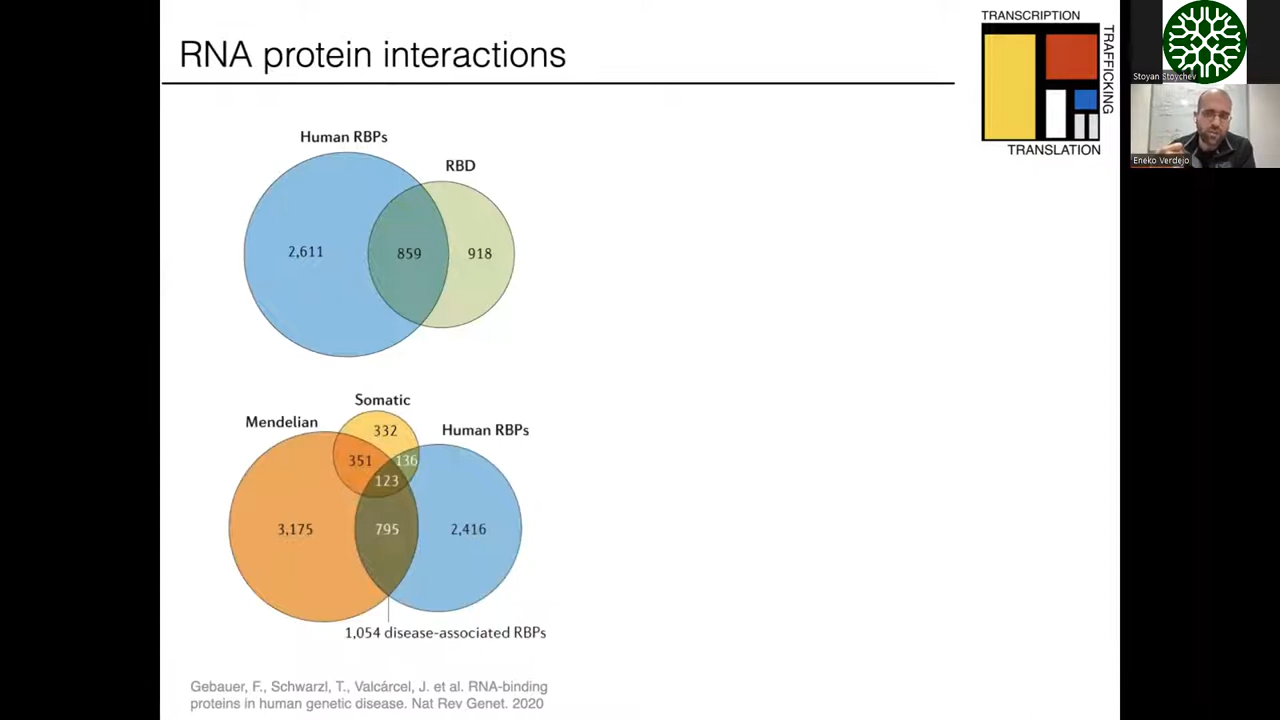 RNA protein interactions
TRANSCRIPTION
TRAFFICKING
TRANSLATION
Stoyan Stoychev
Eneko Verdejo
Human RBPs
RBD
2,611
859
918
Somatic
Mendelian
Human RBPs
332
351
136
123
3,175
795
2,416
1,054 disease-associated RBPs
Gebauer, F., Schwarzl, T., Valcárcel, J. et al. RNA-binding
proteins in human genetic disease. Nat Rev Genet. 2020